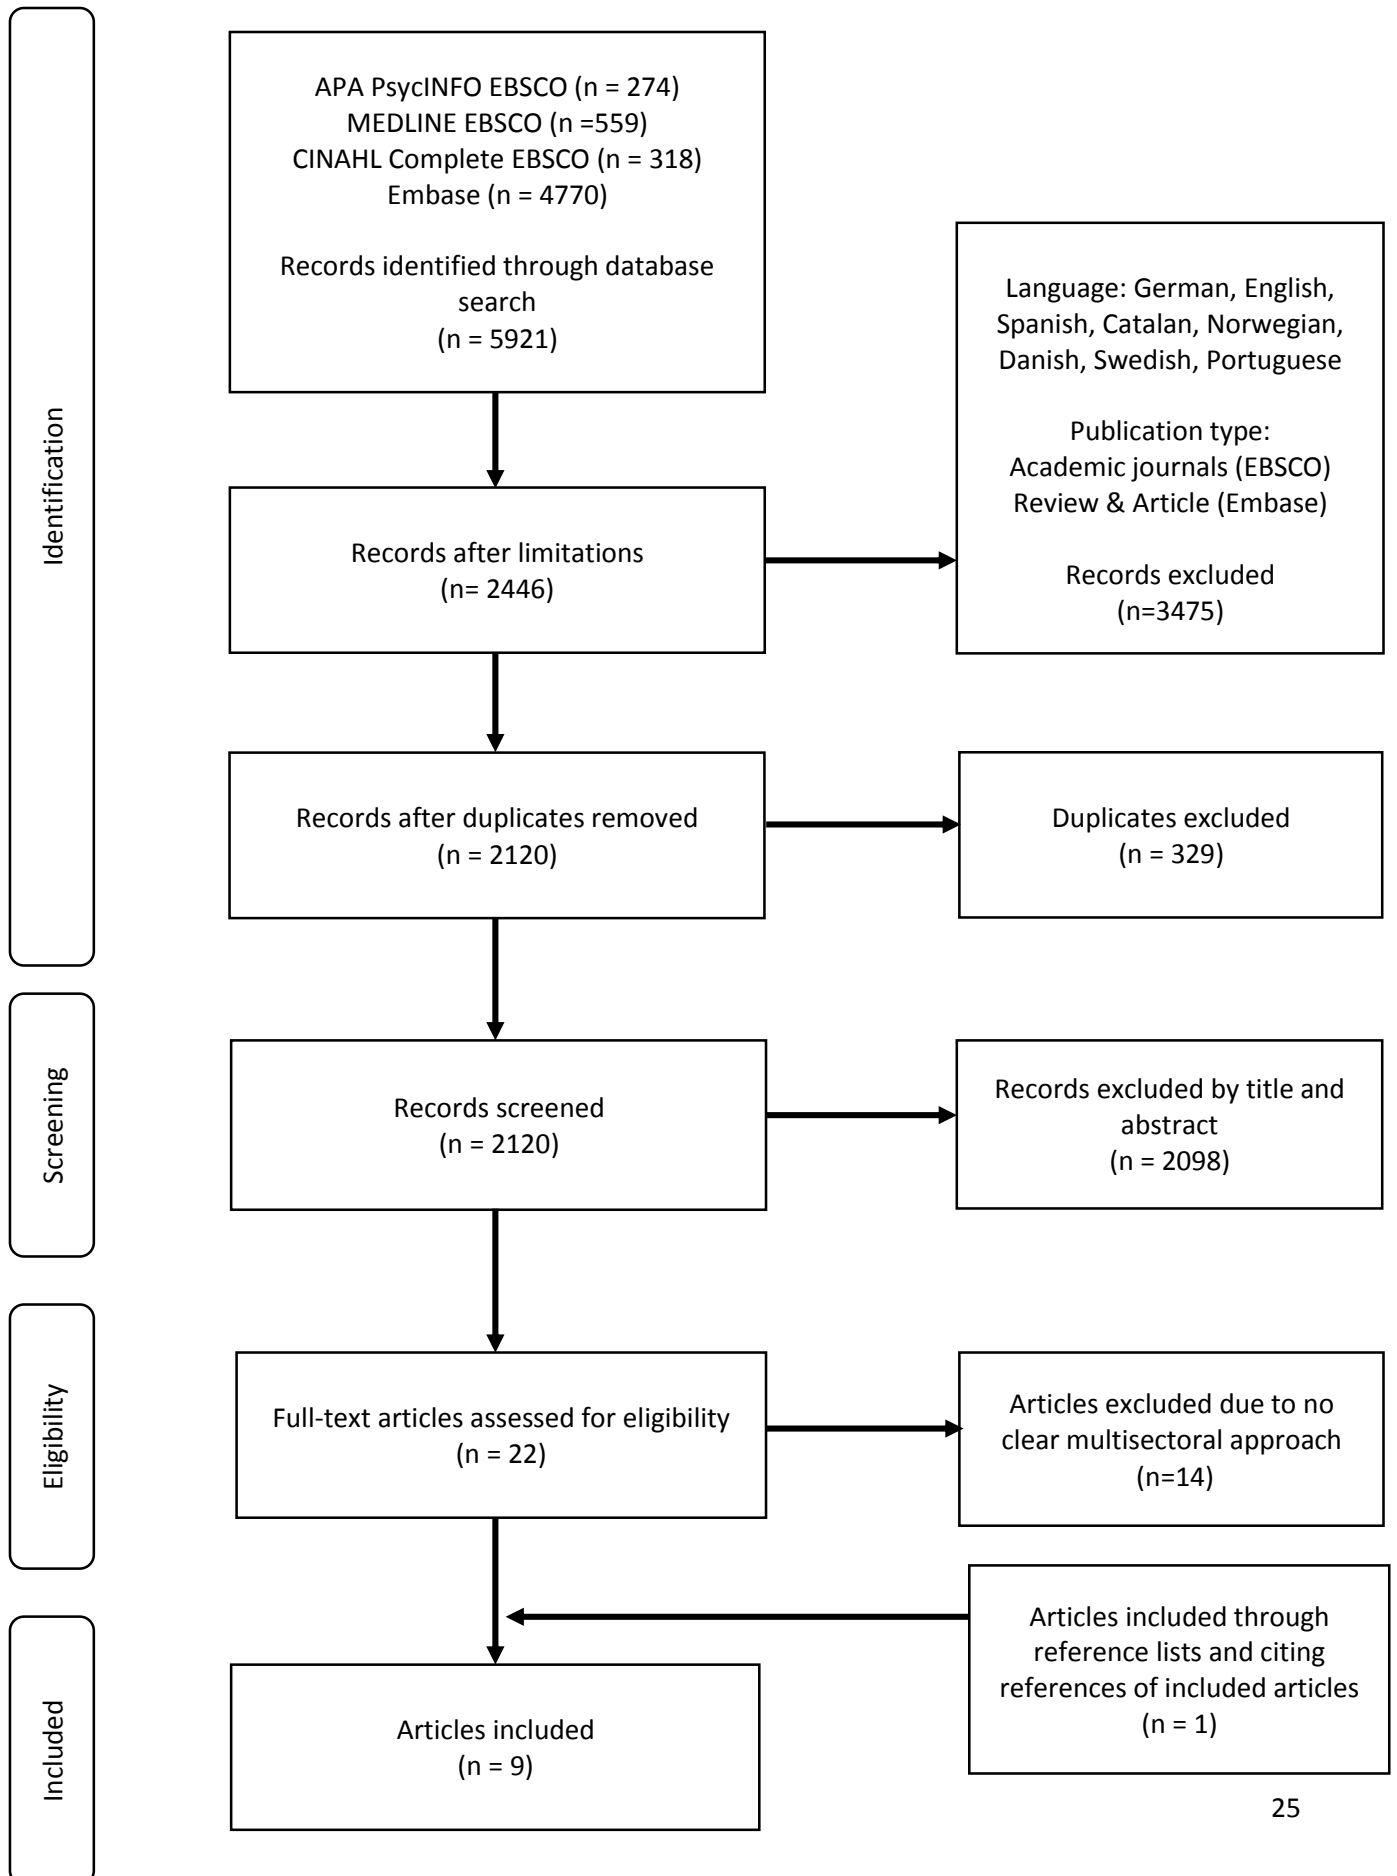 Identification
APA PsycINFO EBSCO (n = 274)
MEDLINE EBSCO (n =559)
CINAHL Complete EBSCO (n = 318)
Embase (n = 4770)
Records identified through database
search
(n = 5921)
Language: German, English,
Spanish, Catalan, Norwegian,
Danish, Swedish, Portuguese
Publication type:
Academic journals (EBSCO)
Review & Article (Embase)
Records excluded
(n=3475)
Records after limitations
(n= 2446)
Records after duplicates removed
(n = 2120)
Duplicates excluded
(n = 329)
Screening
Records screened
(n = 2120)
Records excluded by title and
abstract
(n = 2098)
Eligibility
Full-text articles assessed for eligibility
(n = 22)
Articles excluded due to no
clear multisectoral approach
(n=14)
Included
Articles included through
reference lists and citing
references of included articles
(n = 1)
Articles included
(n = 9)
25